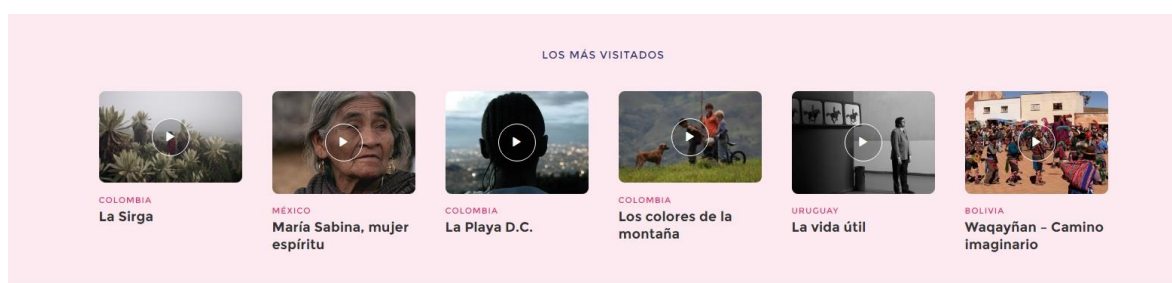 LOS MÁS VISITADOS
COLOMBIA
La Sirga
MÉXICO
María Sabina, mujer
espíritu
COLOMBIA
La Playa D.C.
COLOMBIA
Los colores de la
montaña
URUGUAY
La vida útil
BOLIVIA
Waqayñan – Camino
imaginario